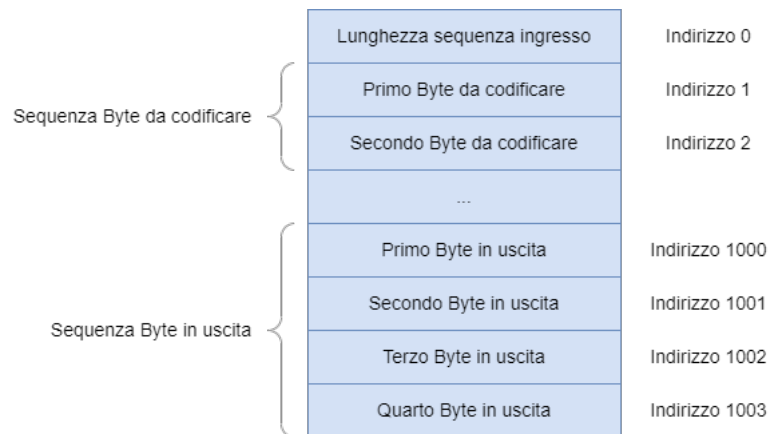 Lunghezza sequenza ingresso Indirizzo 0
Primo Byte da codificare Indirizzo 1
Sequenza Byte da codificare
Secondo Byte da codificare Indirizzo 2
...
Primo Byte in uscita Indirizzo 1000
Secondo Byte in uscita Indirizzo 1001
Sequenza Byte in uscita
Terzo Byte in uscita Indirizzo 1002
Quarto Byte in uscita Indirizzo 1003